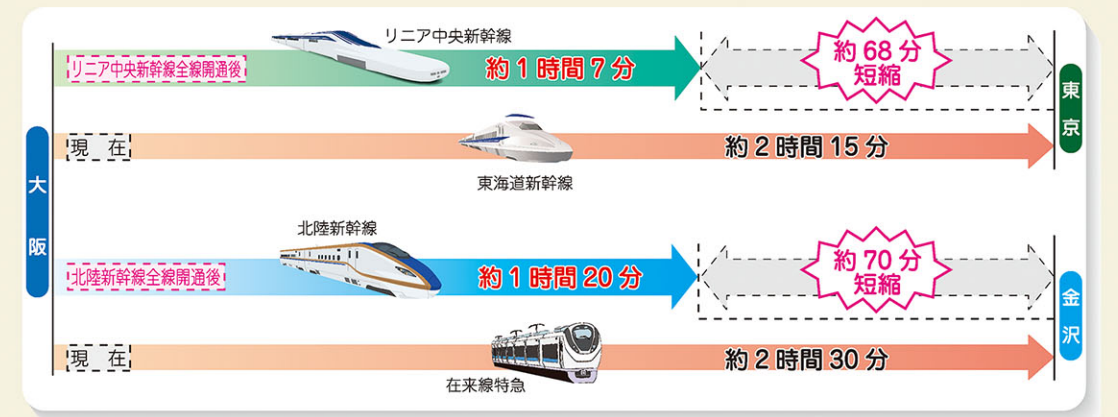 リニア中央新幹線
リニア中央新幹線全線開通後
約1時間7分
約68分
短縮
現 在
約2時間15分
東海道新幹線
大阪
東京
北陸新幹線
北陸新幹線全線開通後
約1時間20分
約70分
短縮
現 在
約2時間30分
在来線特急
金沢